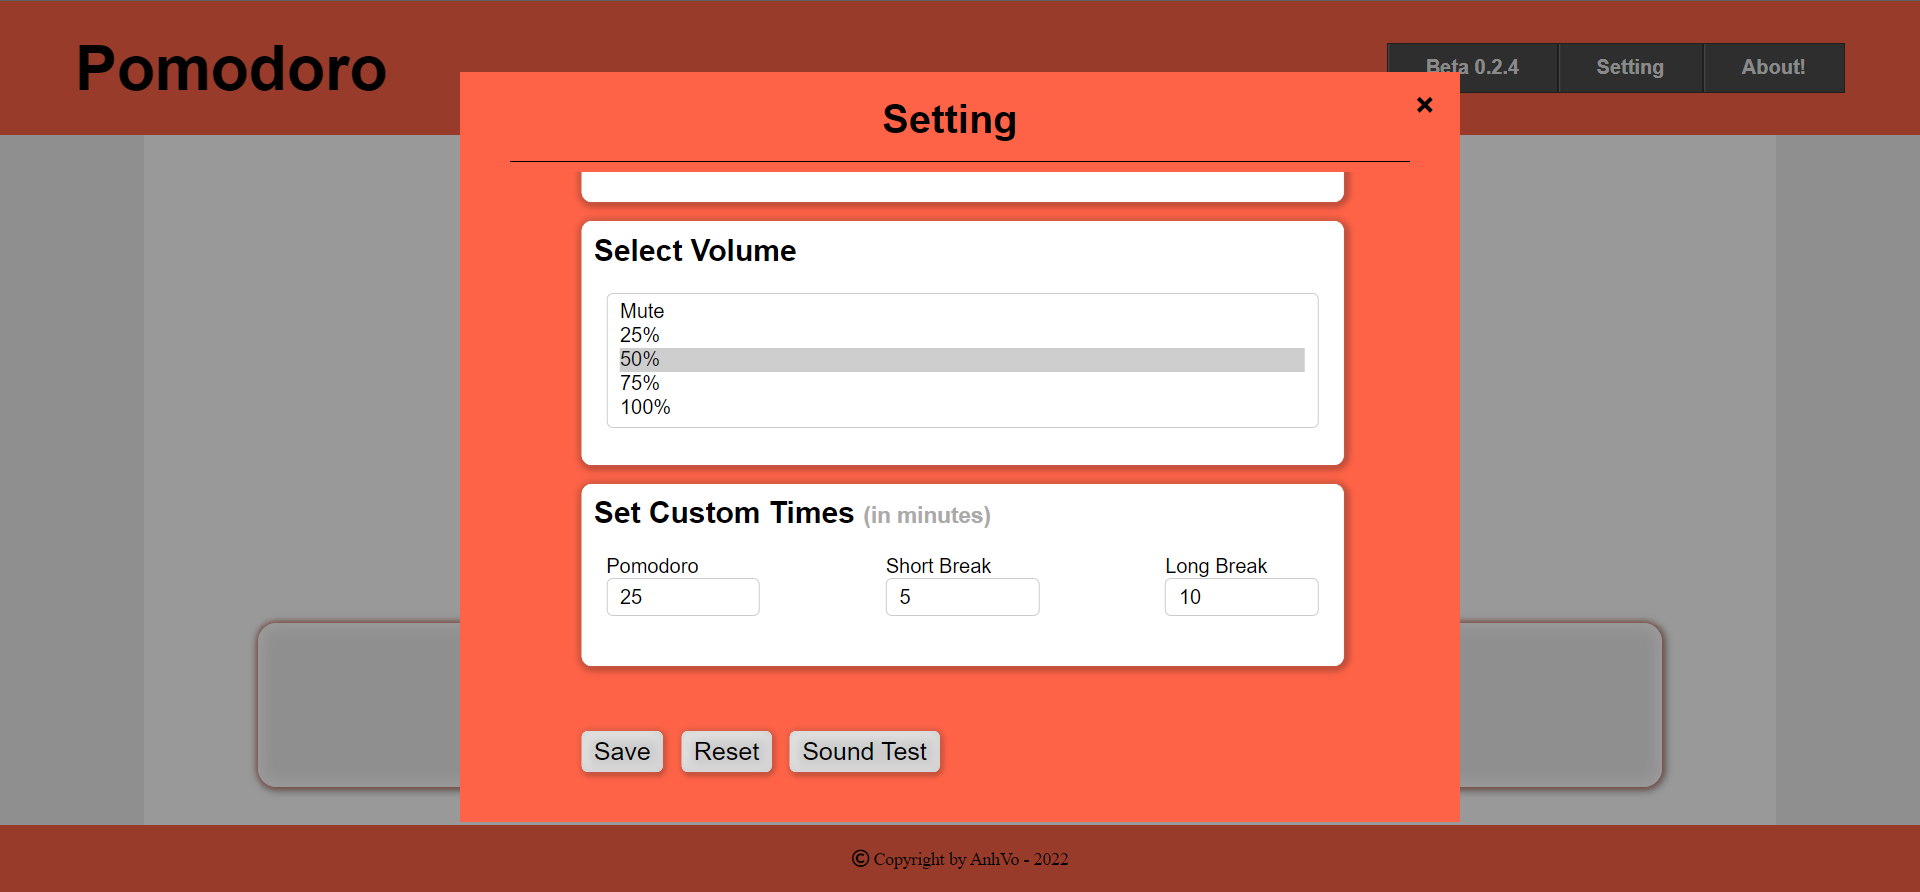 Pomodoro
Beta 0.2.4 Setting About!
Setting
Select Volume
Mute
25%
50%
75%
100%
Set Custom Times (in minutes)
Pomodoro Short Break Long Break
25 5 10
Save Reset Sound Test
© Copyright by AnhVo - 2022